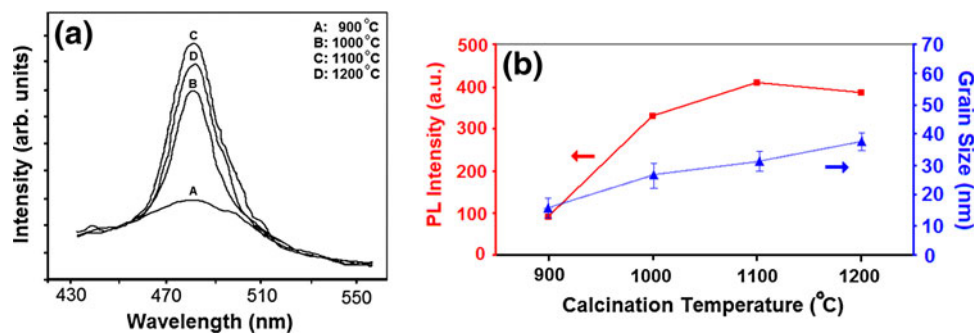 (a)
A: 900 °C
B: 1000 °C
C: 1100 °C
D: 1200 °C
C
D
B
A
Intensity (arb. units)
430 470 510 550
Wavelength (nm)
(b)
500
400
300
200
100
0
PL Intensity (a.u.)
70
60
50
40
30
20
10
0
Grain Size (nm)
900 1000 1100 1200
Calcination Temperature (°C)